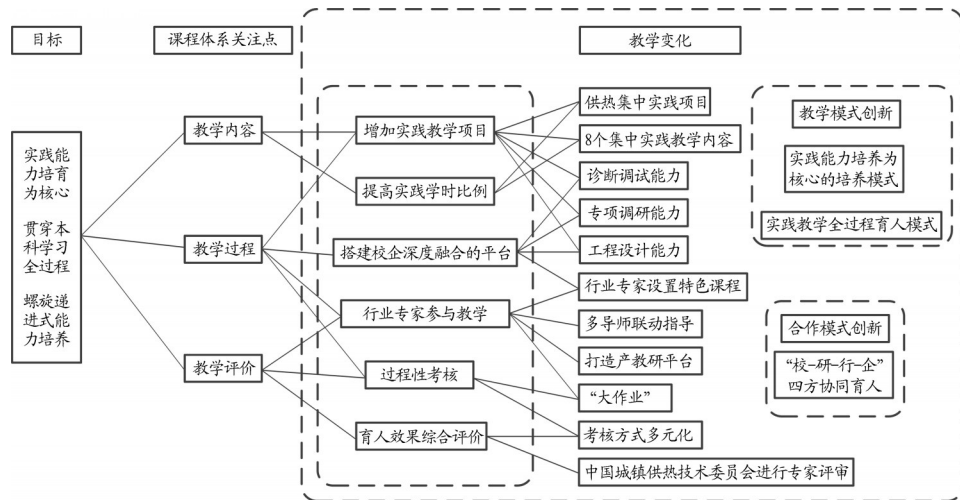 目标
课程体系关注点
教学变化
实践能
力培育
为核心
贯穿本
科学习
全过程
螺旋递
进式能
力培养
教学内容
教学过程
教学评价
增加实践教学项目
提高实践学时比例
搭建校企深度融合的平台
行业专家参与教学
过程性考核
育人效果综合评价
供热集中实践项目
8个集中实践教学内容
诊断调试能力
专项调研能力
工程设计能力
行业专家设置特色课程
多导师联动指导
打造产教研平台
“大作业”
考核方式多元化
中国城镇供热技术委员会进行专家评审
教学模式创新
实践能力培养为
核心的培养模式
实践教学全过程育人模式
合作模式创新
“校-研-行-企”
四方协同育人